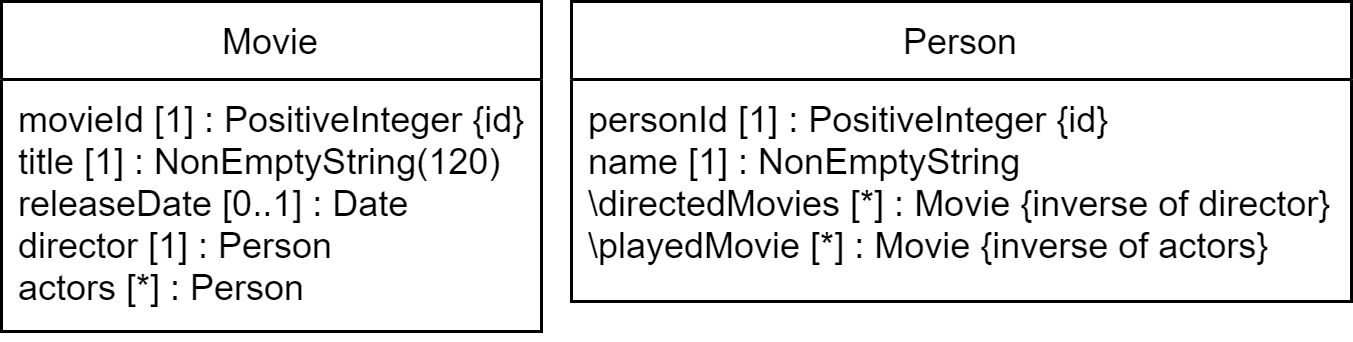 Movie
movieId [1] : PositiveInteger {id}
title [1] : NonEmptyString(120)
releaseDate [0..1] : Date
director [1] : Person
actors [*] : Person
Person
personId [1] : PositiveInteger {id}
name [1] : NonEmptyString
\directedMovies [*] : Movie {inverse of director}
\playedMovie [*] : Movie {inverse of actors}